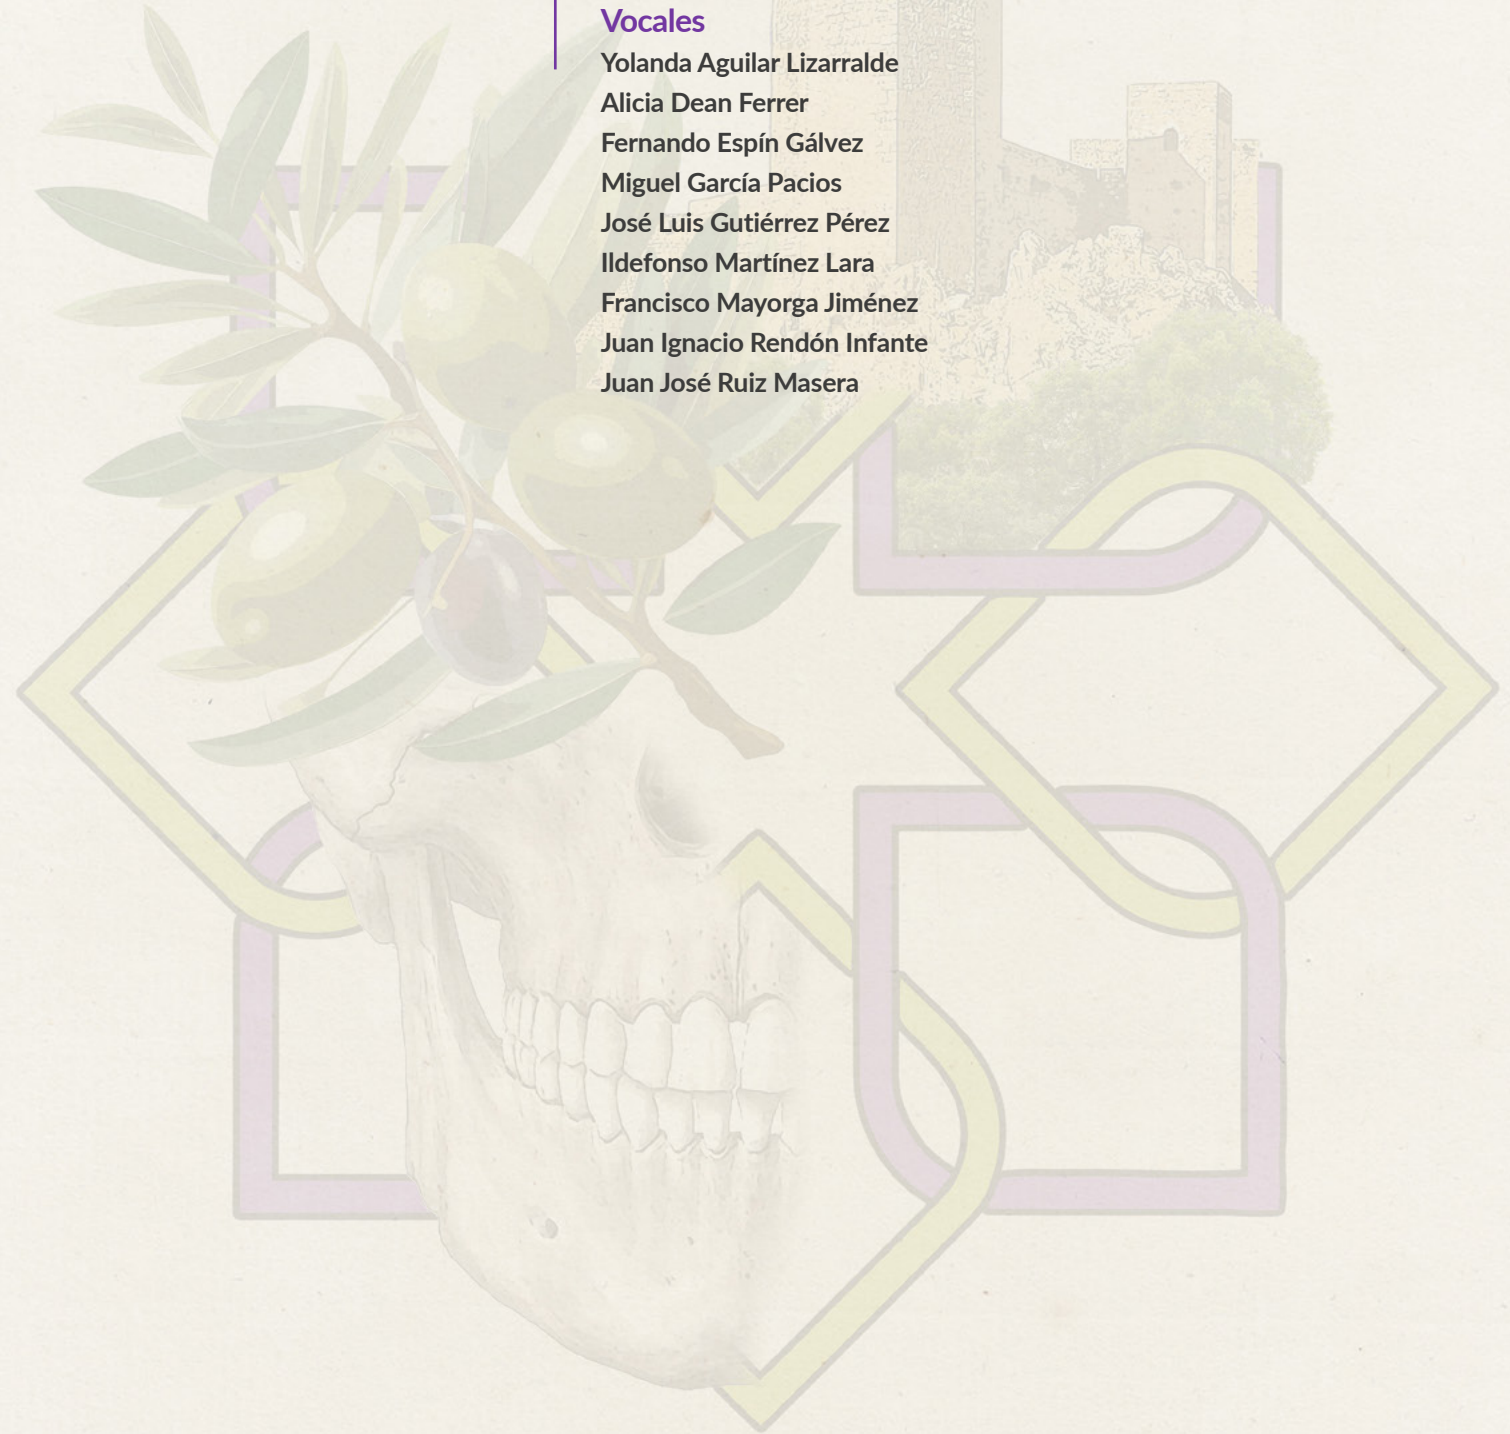 Vocales
Yolanda Aguilar Lizarralde
Alicia Dean Ferrer
Fernando Espín Gálvez
Miguel García Pacios
José Luis Gutiérrez Pérez
Ildefonso Martínez Lara
Francisco Mayorga Jiménez
Juan Ignacio Rendón Infante
Juan José Ruiz Masera